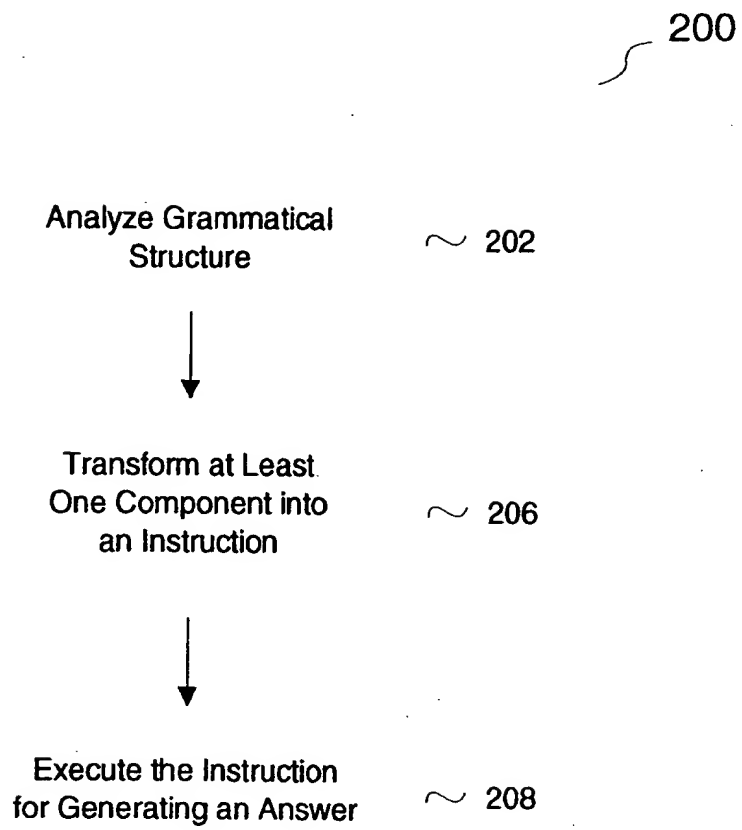 200
Analyze Grammatical
Structure
202
Transform at Least
One Component into
an Instruction
206
Execute the Instruction
for Generating an Answer
208